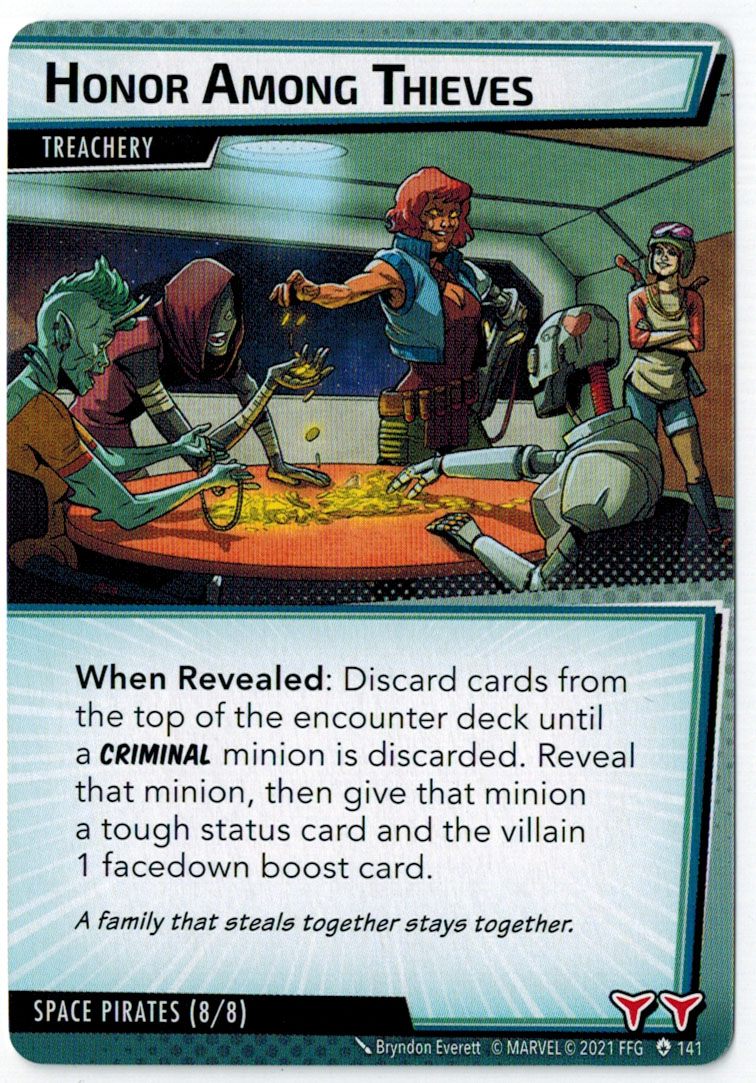 Honor Among Thieves
TREACHERY
When Revealed: Discard cards from
the top of the encounter deck until
a CRIMINAL minion is discarded. Reveal
that minion, then give that minion
a tough status card and the villain
1 facedown boost card.
A family that steals together stays together.
SPACE PIRATES (8/8)
Bryndon Everett © MARVEL © 2021 FFG 141